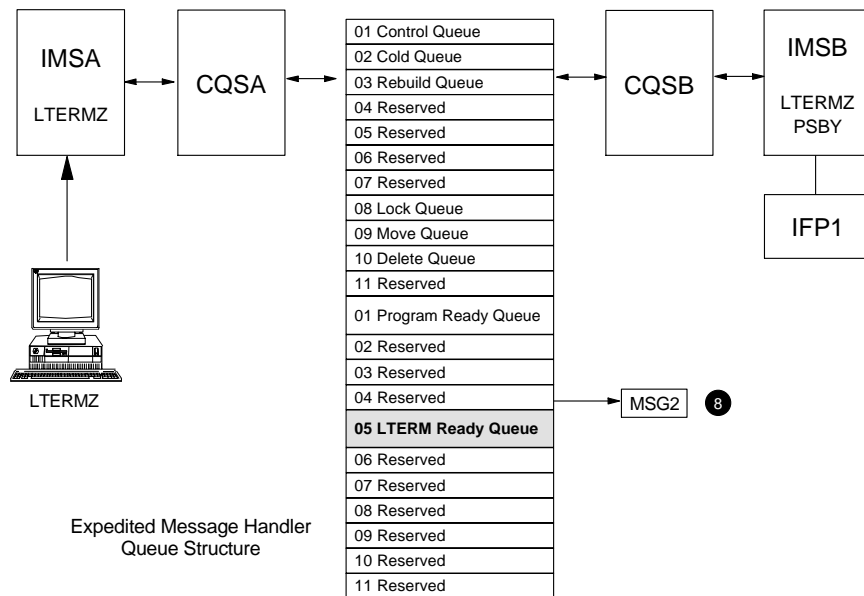 IMSA
LTERMZ
CQSA
01 Control Queue
02 Cold Queue
03 Rebuild Queue
04 Reserved
05 Reserved
06 Reserved
07 Reserved
08 Lock Queue
09 Move Queue
10 Delete Queue
11 Reserved
01 Program Ready Queue
02 Reserved
03 Reserved
04 Reserved
05 LTERM Ready Queue
06 Reserved
07 Reserved
08 Reserved
09 Reserved
10 Reserved
11 Reserved
CQSB
IMSB
LTERMZ
PSBY
IFP1
LTERMZ
MSG2
8
Expedited Message Handler
Queue Structure